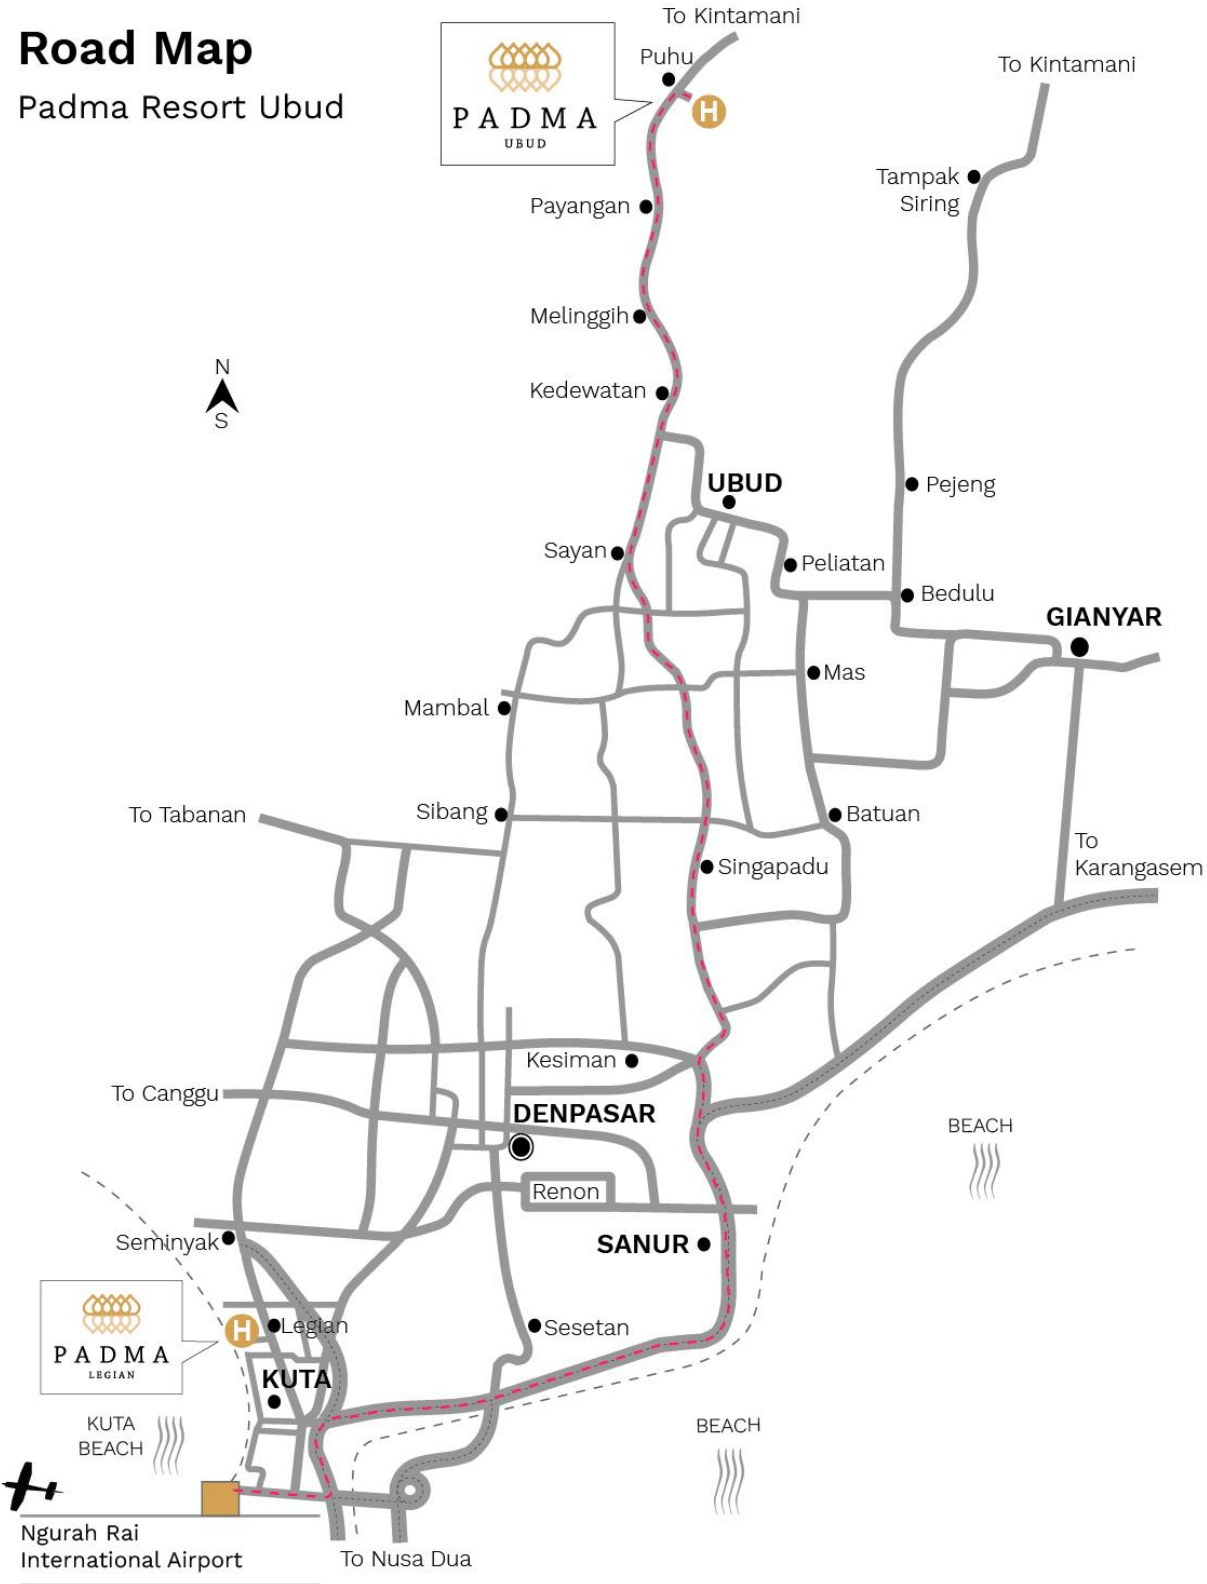 Road Map
Padma Resort Ubud
To Kintamani
Puhu
To Kintamani
PADMA
UBUD
H
Tampak
Siring
Payangan
Melinggih
N
S
Kedewatan
UBUD
Pejeng
Sayan
Peliatan
Bedulu
GIANYAR
Mas
Mambal
To Tabanan
Sibang
Batuan
To
Karangasem
Singapadu
Kesiman
To Canggu
DENPASAR
BEACH
Renon
Seminyak
SANUR
H
Legian
Sesetan
PADMA
LEGIAN
KUTA
KUTA
BEACH
BEACH
Ngurah Rai
International Airport
To Nusa Dua